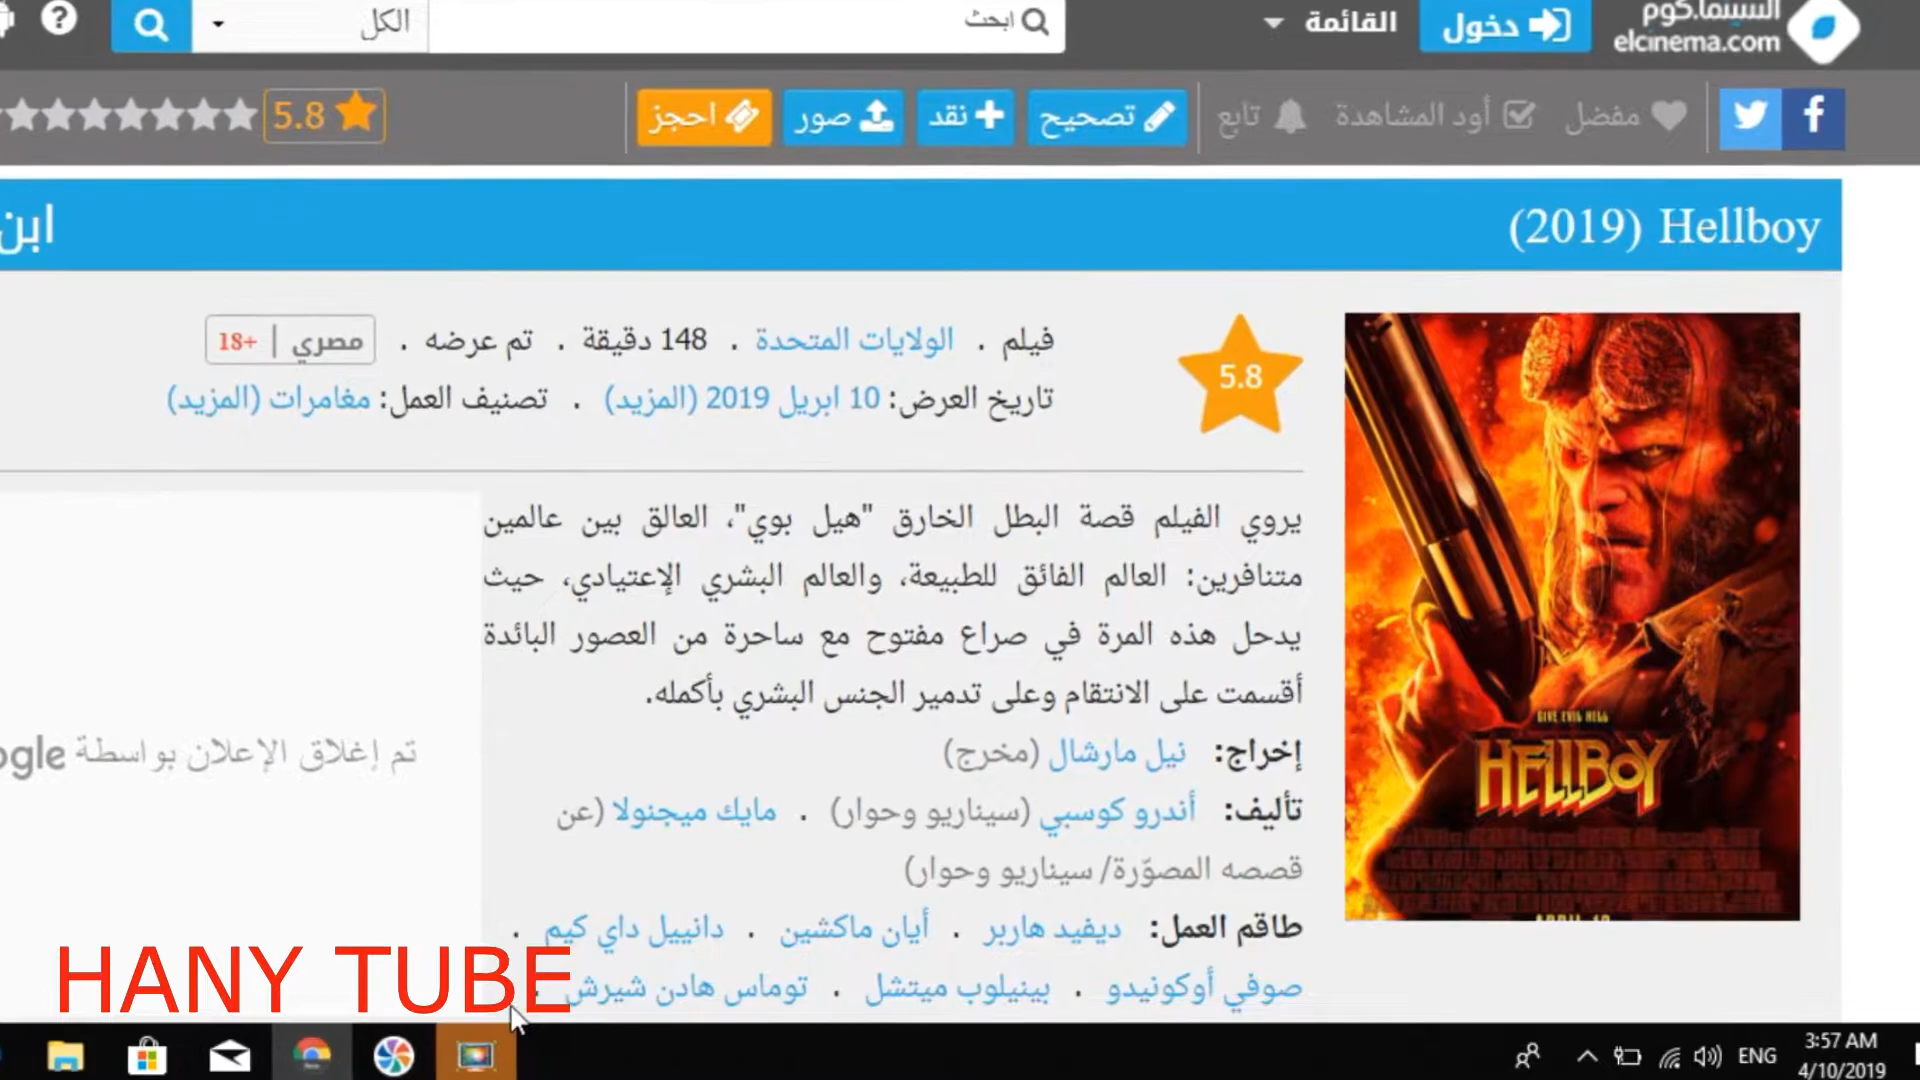 السينما.كوم
elcinema.com
دخول
القائمة
ابحث
الكل
مفضل
أود المشاهدة
تابع
تصحيح
نقد
صور
احجز
5.8
Hellboy (2019)
ابن
5.8
فيلم . الولايات المتحدة . 148 دقيقة . تم عرضه . مصري | +18
تاريخ العرض: 10 ابريل 2019 (المزيد) . تصنيف العمل: مغامرات (المزيد)
يروي الفيلم قصة البطل الخارق "هيل بوي"، العالق بين عالمين
متنافرين: العالم الفائق للطبيعة، والعالم البشري الإعتيادي، حيث
يدحل هذه المرة في صراع مفتوح مع ساحرة من العصور البائدة
أقسمت على الانتقام وعلى تدمير الجنس البشري بأكمله.
إخراج: نيل مارشال (مخرج)
تأليف: أندرو كوسبي (سيناريو وحوار) . مايك ميجنولا (عن
قصصه المصوّرة/ سيناريو وحوار)
طاقم العمل: ديفيد هاربر . أيان ماكشين . دانييل داي كيم .
صوفي أوكونيدو . بينيلوب ميتشل . توماس هادن شيرش .
تم إغلاق الإعلان بواسطة ogle
GIVE EVIL HELL
HELLBOY
HANY TUBE
ENG
3:57 AM
4/10/2019